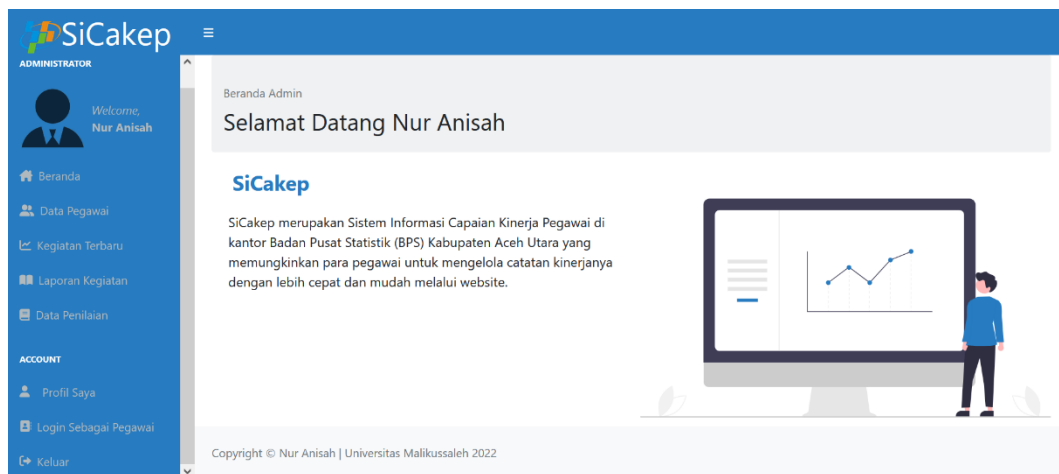 SiCakep
ADMINISTRATOR
Welcome,
Nur Anisah
Beranda
Data Pegawai
Kegiatan Terbaru
Laporan Kegiatan
Data Penilaian
ACCOUNT
Profil Saya
Login Sebagai Pegawai
Keluar
Beranda Admin
Selamat Datang Nur Anisah
SiCakep
SiCakep merupakan Sistem Informasi Capaian Kinerja Pegawai di
kantor Badan Pusat Statistik (BPS) Kabupaten Aceh Utara yang
memungkinkan para pegawai untuk mengelola catatan kinerjanya
dengan lebih cepat dan mudah melalui website.
Copyright © Nur Anisah | Universitas Malikussaleh 2022